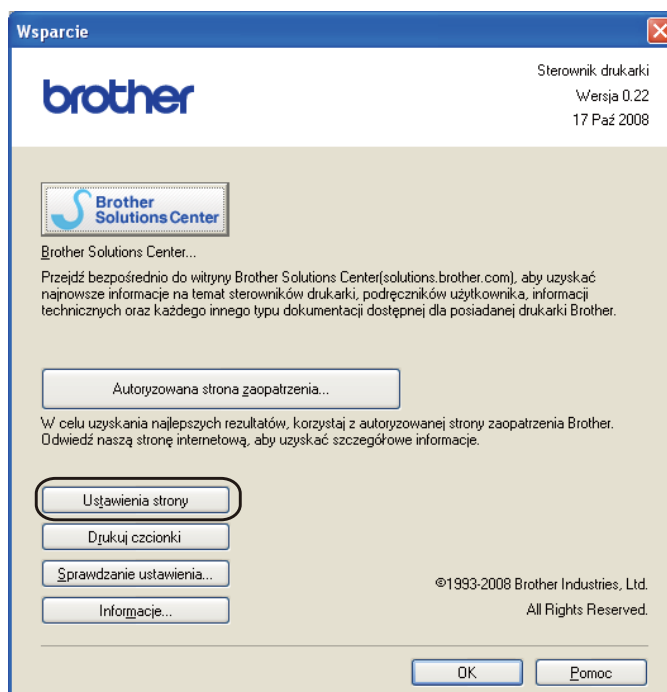 Wsparcie
brother
Sterownik drukarki
Wersja 0.22
17 Paź 2008
Brother
Solutions Center
Brother Solutions Center...
Przejdź bezpośrednio do witryny Brother Solutions Center(solutions.brother.com), aby uzyskać
najnowsze informacje na temat sterowników drukarki, podręczników użytkownika, informacji
technicznych oraz każdego innego typu dokumentacji dostępnej dla posiadanej drukarki Brother.
Autoryzowana strona zaopatrzenia...
W celu uzyskania najlepszych rezultatów, korzystaj z autoryzowanej strony zaopatrzenia Brother.
Odwiedź naszą stronę internetową, aby uzyskać szczegółowe informacje.
Ustawienia strony
Drukuj czcionki
Sprawdzanie ustawienia...
Informacje...
©1993-2008 Brother Industries, Ltd.
All Rights Reserved.
OK
Pomoc